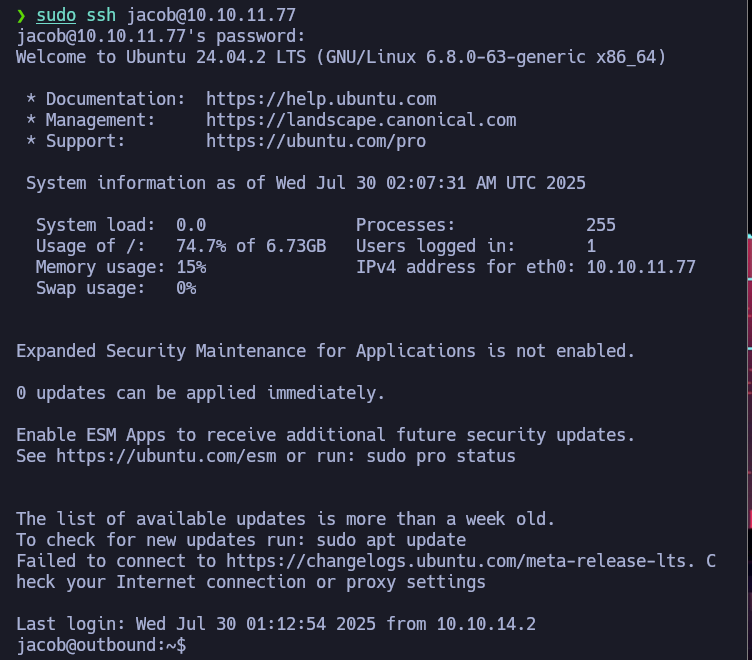 ❯ sudo ssh jacob@10.10.11.77
jacob@10.10.11.77's password:
Welcome to Ubuntu 24.04.2 LTS (GNU/Linux 6.8.0-63-generic x86_64)
* Documentation:  https://help.ubuntu.com
* Management:     https://landscape.canonical.com
* Support:        https://ubuntu.com/pro
System information as of Wed Jul 30 02:07:31 AM UTC 2025
System load:  0.0                Processes:             255
Usage of /:   74.7% of 6.73GB   Users logged in:       1
Memory usage: 15%                IPv4 address for eth0: 10.10.11.77
Swap usage:   0%
Expanded Security Maintenance for Applications is not enabled.
0 updates can be applied immediately.
Enable ESM Apps to receive additional future security updates.
See https://ubuntu.com/esm or run: sudo pro status
The list of available updates is more than a week old.
To check for new updates run: sudo apt update
Failed to connect to https://changelogs.ubuntu.com/meta-release-lts. C
heck your Internet connection or proxy settings
Last login: Wed Jul 30 01:12:54 2025 from 10.10.14.2
jacob@outbound:~$